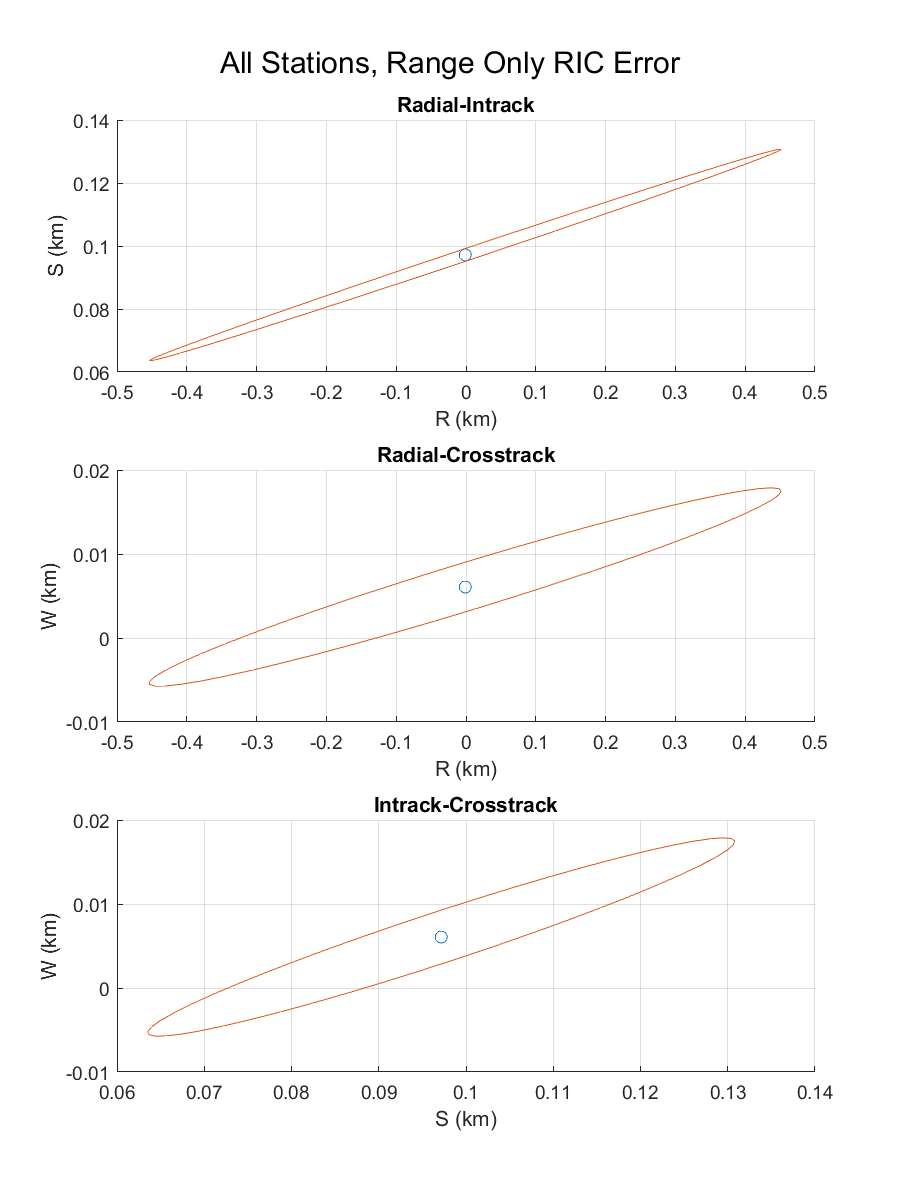 All Stations, Range Only RIC Error
Radial-Intrack
0.14
0.12
0.1
0.08
0.06
S (km)
-0.5 -0.4 -0.3 -0.2 -0.1 0 0.1 0.2 0.3 0.4 0.5
R (km)
Radial-Crosstrack
0.02
0.01
0
-0.01
W (km)
-0.5 -0.4 -0.3 -0.2 -0.1 0 0.1 0.2 0.3 0.4 0.5
R (km)
Intrack-Crosstrack
0.02
0.01
0
-0.01
W (km)
0.06 0.07 0.08 0.09 0.1 0.11 0.12 0.13 0.14
S (km)